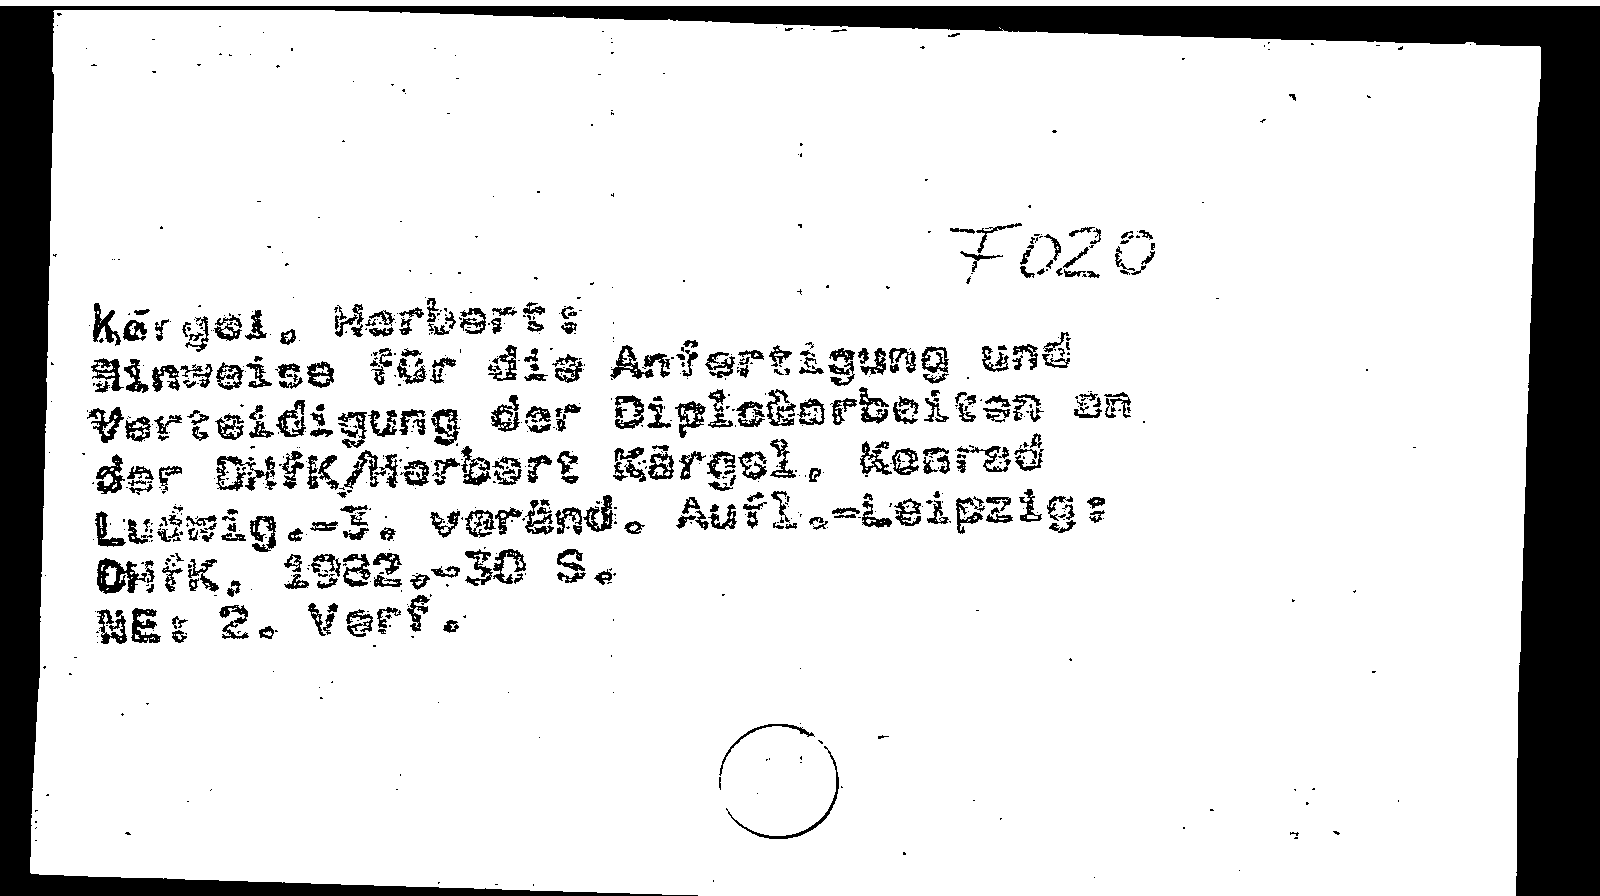 F020
Kärgel, Herbert:
Hinweise für die Anfertigung und
Verteidigung der Diplomarbeiten an
der DHfK/Herbert Kärgel, Konrad
Ludwig.-3. veränd. Aufl.-Leipzig:
DHfK, 1982.-30 S.
NE: 2. Verf.